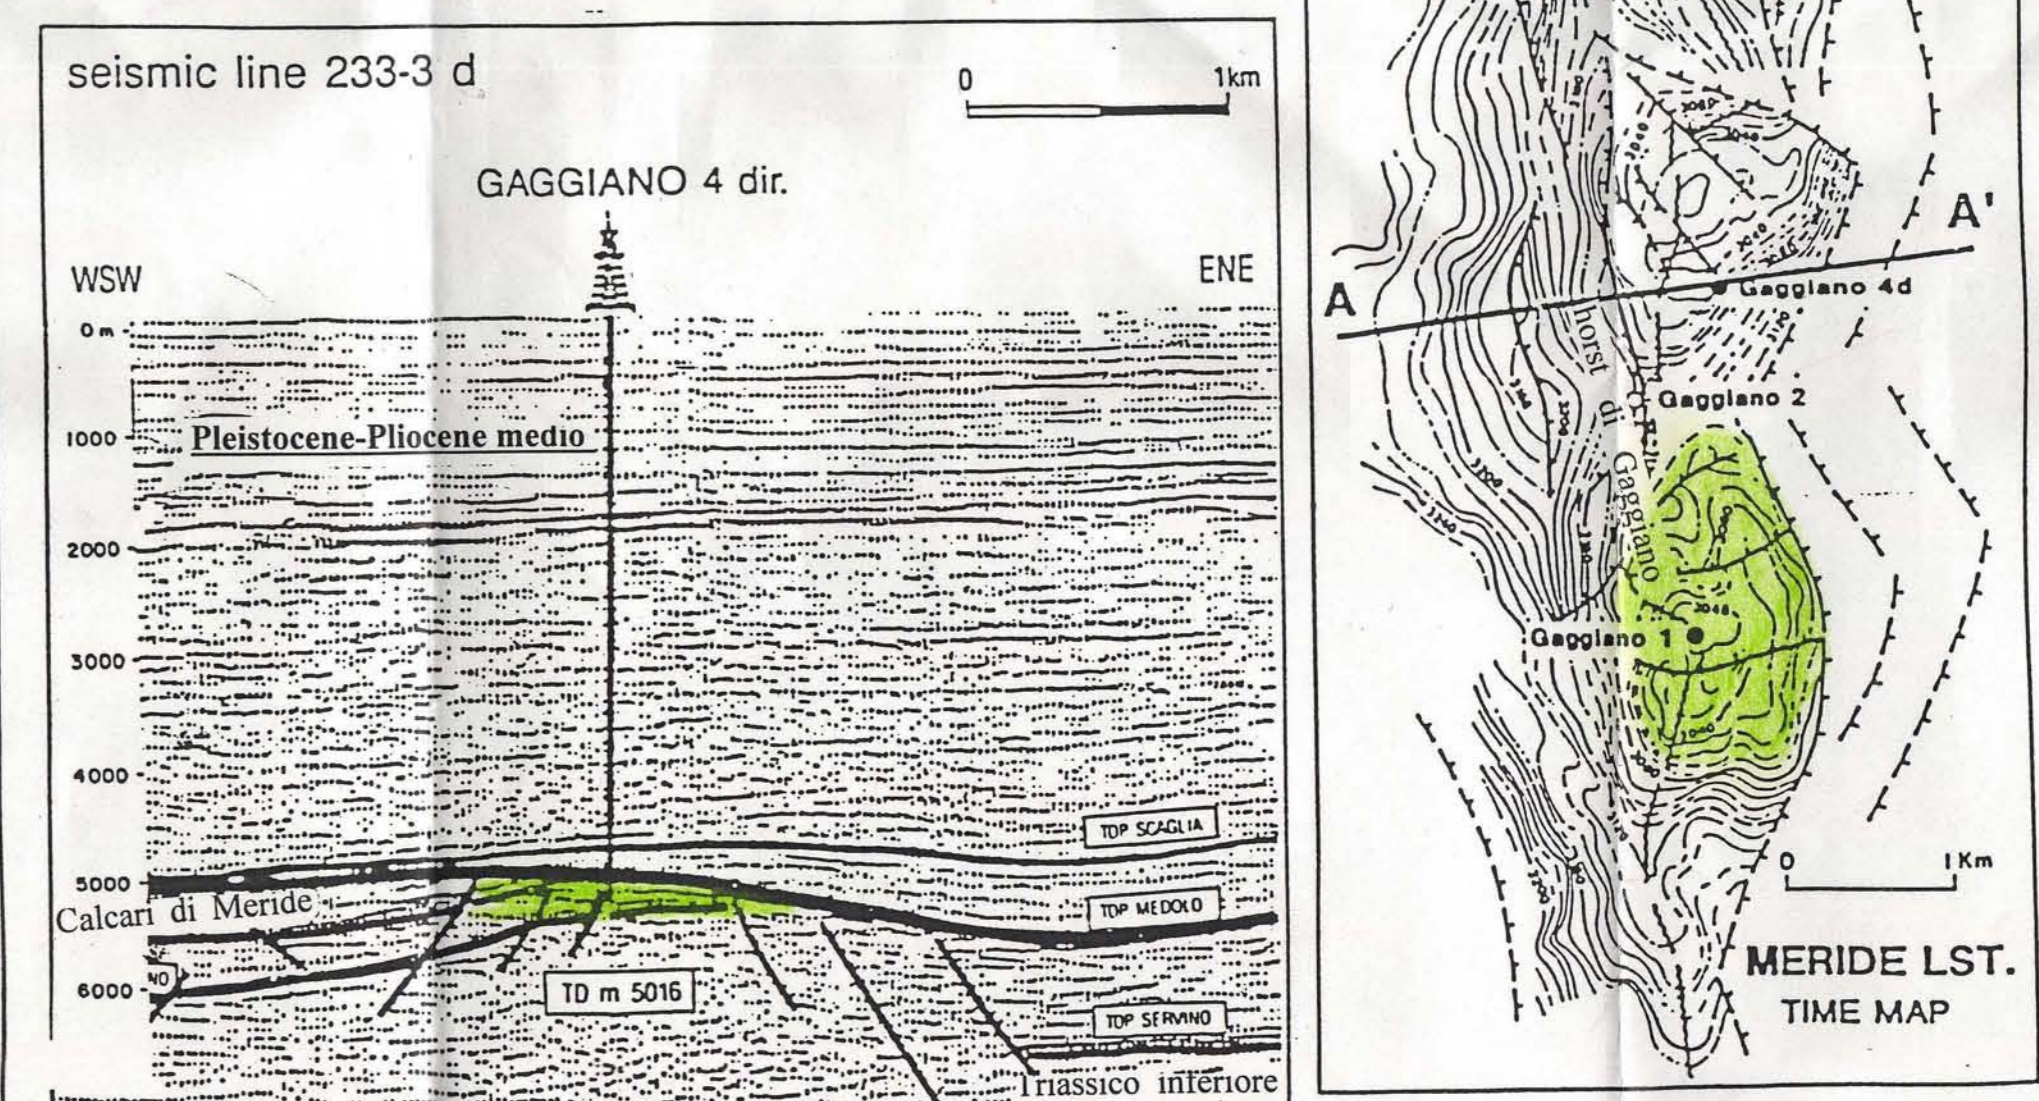 seismic line 233-3 d
0 1km
GAGGIANO 4 dir.
WSW
ENE
0 m
1000
Pleistocene-Pliocene medio
2000
3000
4000
TOP SCAGLIA
5000
Calcari di Meride
TOP MEDOLO
NO
6000
TD m 5016
TOP SERVINO
Triassico inferiore
A'
A
Gaggiano 4d
horst di Gaggiano
Gaggiano 2
Gaggiano 1
0 1Km
MERIDE LST.
TIME MAP